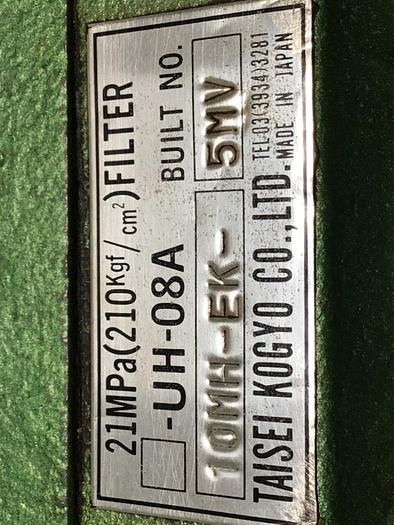 21MPa(210Kgf/cm²)FILTER
-UH-08A BUILT NO.
10MH-EK- 5MV
TAISEI KOGYO CO.,LTD. TEL·03(3934)3281
MADE IN JAPAN